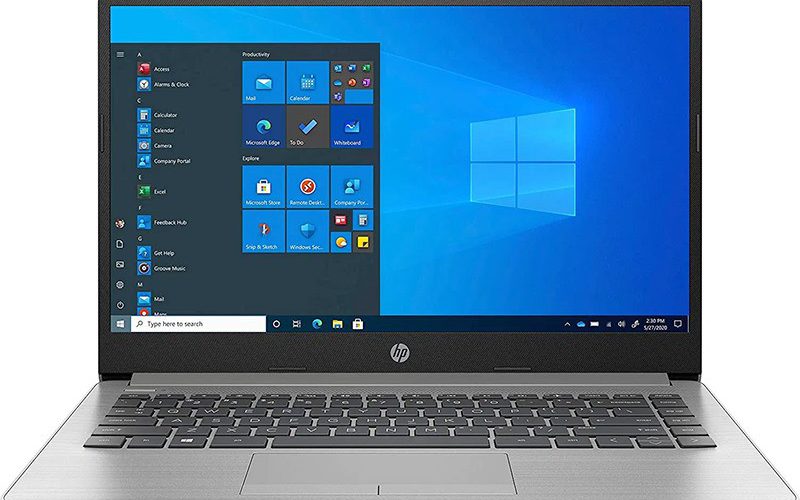 A
Access
Alarms & Clock
C
Calculator
Calendar
Camera
Company Portal
E
Excel
F
Feedback Hub
G
Get Help
Groove Music
M
Mail
Maps
Productivity
Mail
Calendar
Microsoft Edge
To Do
Whiteboard
Explore
Microsoft Store
Remote Deskt...
Company Por...
Snip & Sketch
Windows Sec...
Type here to search
2:30 PM
5/27/2020
hp
Q W E R T Y U I O P
A S D F G H J K L
Z X C V B N M